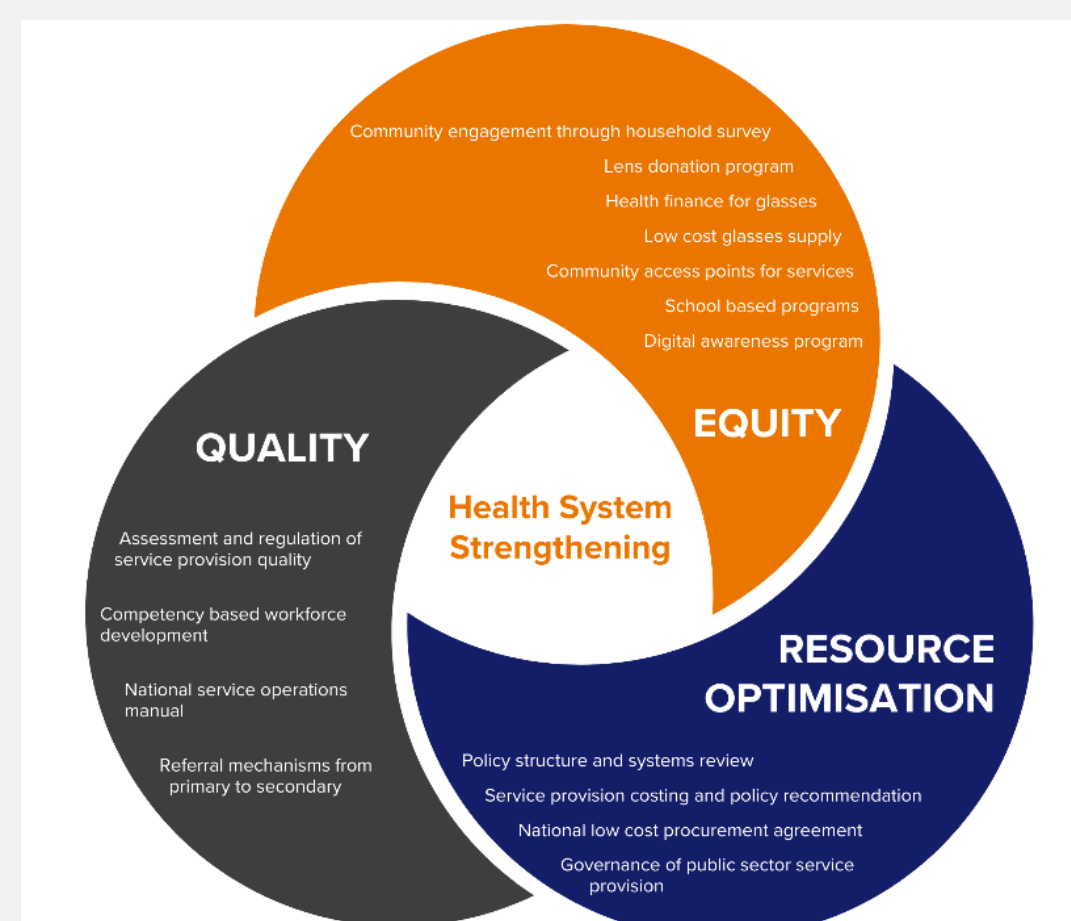 Community engagement through household survey
Lens donation program
Health finance for glasses
Low cost glasses supply
Community access points for services
School based programs
Digital awareness program
EQUITY
QUALITY
Assessment and regulation of
service provision quality
Competency based workforce
development
National service operations
manual
Referral mechanisms from
primary to secondary
Health System
Strengthening
RESOURCE
OPTIMISATION
Policy structure and systems review
Service provision costing and policy recommendation
National low cost procurement agreement
Governance of public sector service
provision